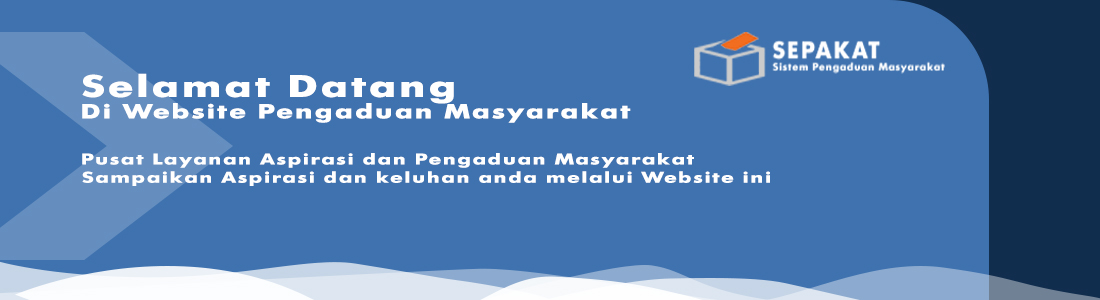 SEPAKAT
Sistem Pengaduan Masyarakat
Selamat Datang
Di Website Pengaduan Masyarakat
Pusat Layanan Aspirasi dan Pengaduan Masyarakat
Sampaikan Aspirasi dan keluhan anda melalui Website ini